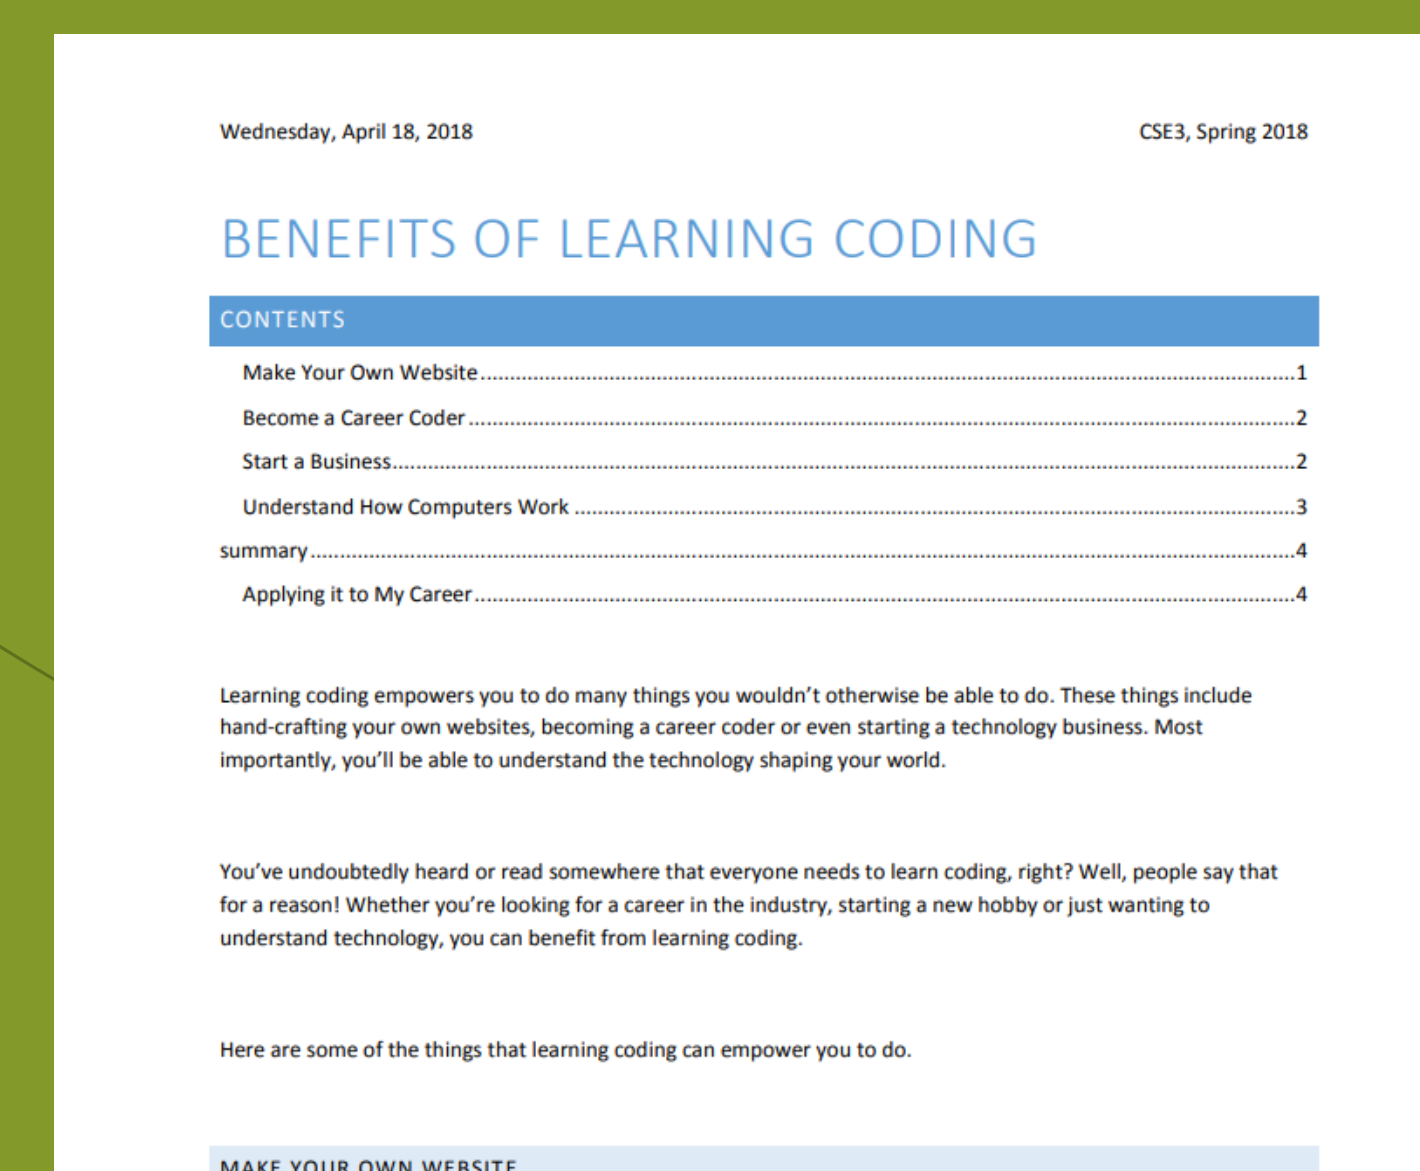 Wednesday, April 18, 2018 CSE3, Spring 2018
BENEFITS OF LEARNING CODING
CONTENTS
Make Your Own Website....................1
Become a Career Coder....................2
Start a Business....................2
Understand How Computers Work....................3
summary....................4
Applying it to My Career....................4
Learning coding empowers you to do many things you wouldn’t otherwise be able to do. These things include
hand-crafting your own websites, becoming a career coder or even starting a technology business. Most
importantly, you’ll be able to understand the technology shaping your world.
You’ve undoubtedly heard or read somewhere that everyone needs to learn coding, right? Well, people say that
for a reason! Whether you’re looking for a career in the industry, starting a new hobby or just wanting to
understand technology, you can benefit from learning coding.
Here are some of the things that learning coding can empower you to do.
MAKE YOUR OWN WEBSITE